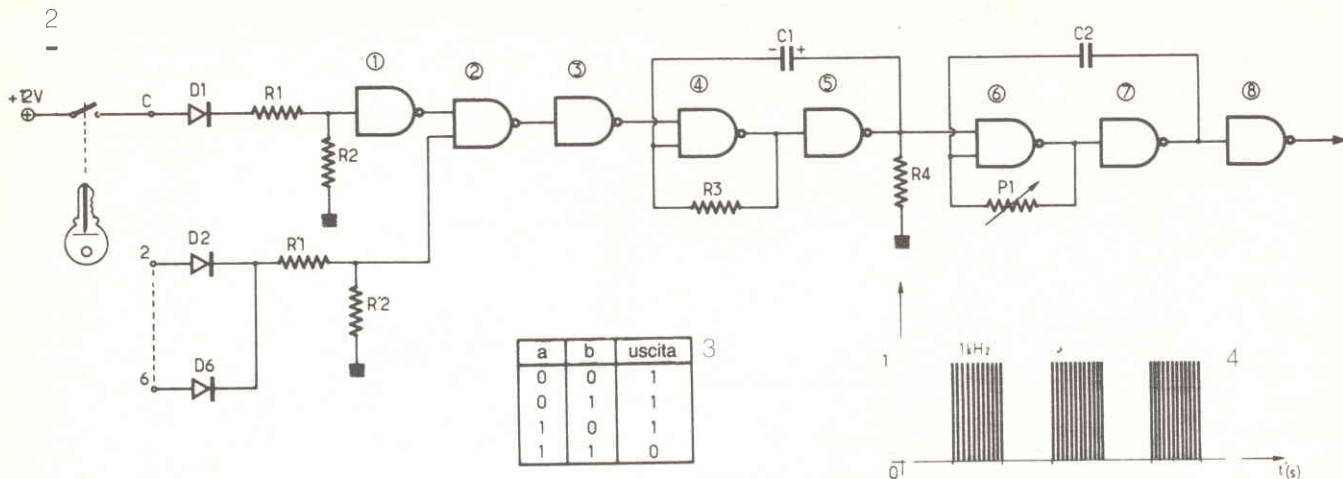 2
+12V
C
D1
R1
R2
①
②
③
④
⑤
⑥
⑦
⑧
C1
- +
C2
R3
R4
P1
2
D2
R'1
R'2
6
D6
3
a b uscita
0 0 1
0 1 1
1 0 1
1 1 0
4
1
1kHz
0
t(s)